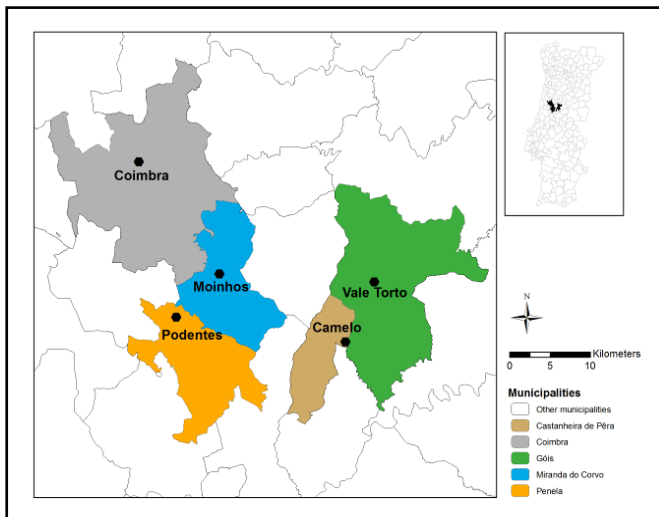 Coimbra
Moinhos
Vale Torto
Podentes
Camelo
N
Kilometers
0 5 10
Municipalities
Other municipalities
Castanheira de Pêra
Coimbra
Góis
Miranda do Corvo
Penela